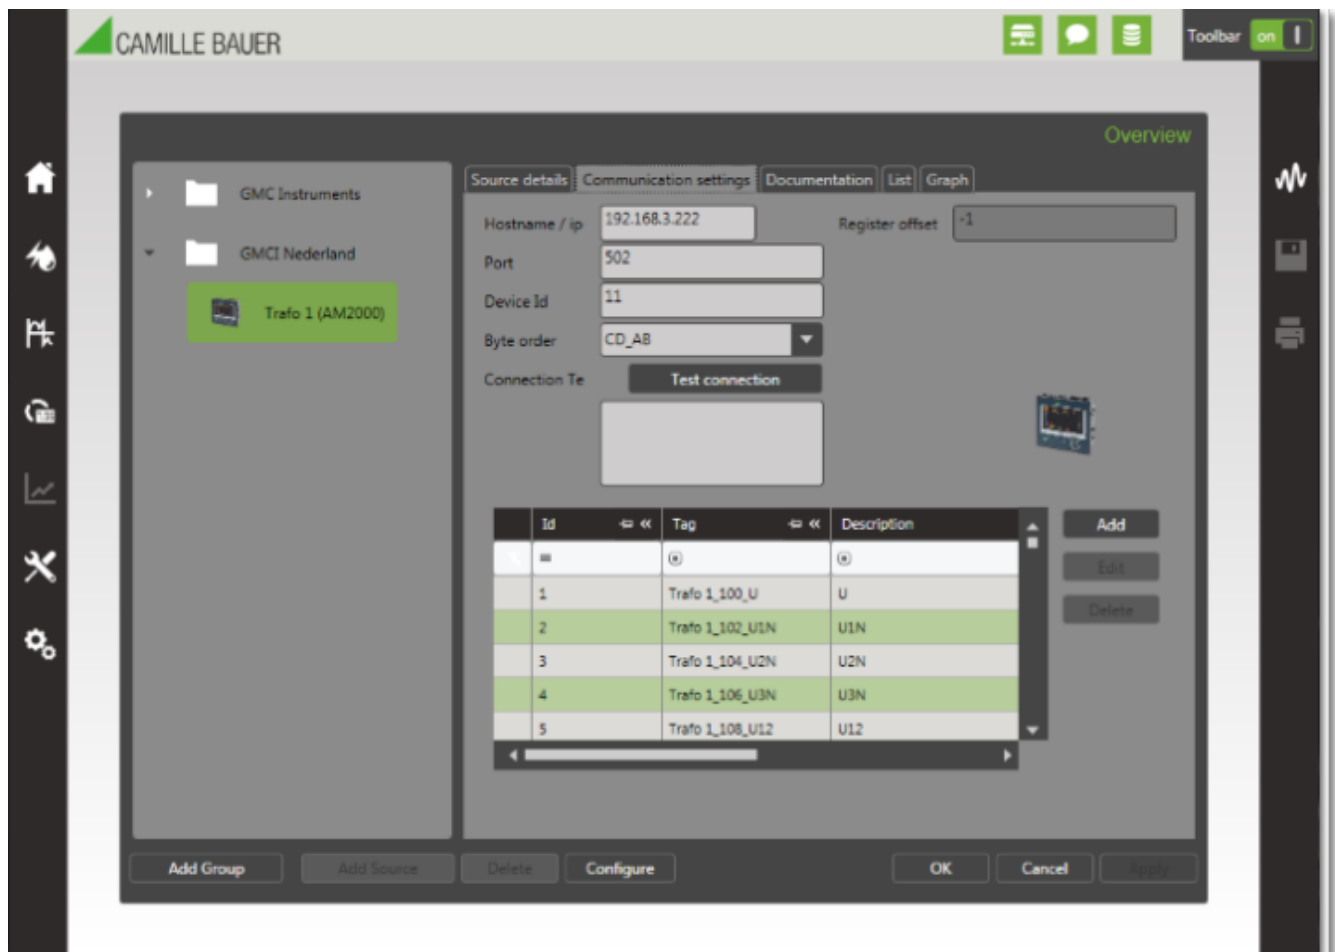 CAMILLE BAUER
Toolbar on
Overview
GMC Instruments
GMCI Nederland
Trafo 1 (AM2000)
Source details Communication settings Documentation List Graph
Hostname / ip 192.168.3.222 Register offset -1
Port 502
Device Id 11
Byte order CD_AB
Connection Te Test connection
Id Tag Description
1 Trafo 1_100_U U
2 Trafo 1_102_U1N U1N
3 Trafo 1_104_U2N U2N
4 Trafo 1_106_U3N U3N
5 Trafo 1_108_U12 U12
Add
Edit
Delete
Add Group Add Source Delete Configure OK Cancel Apply